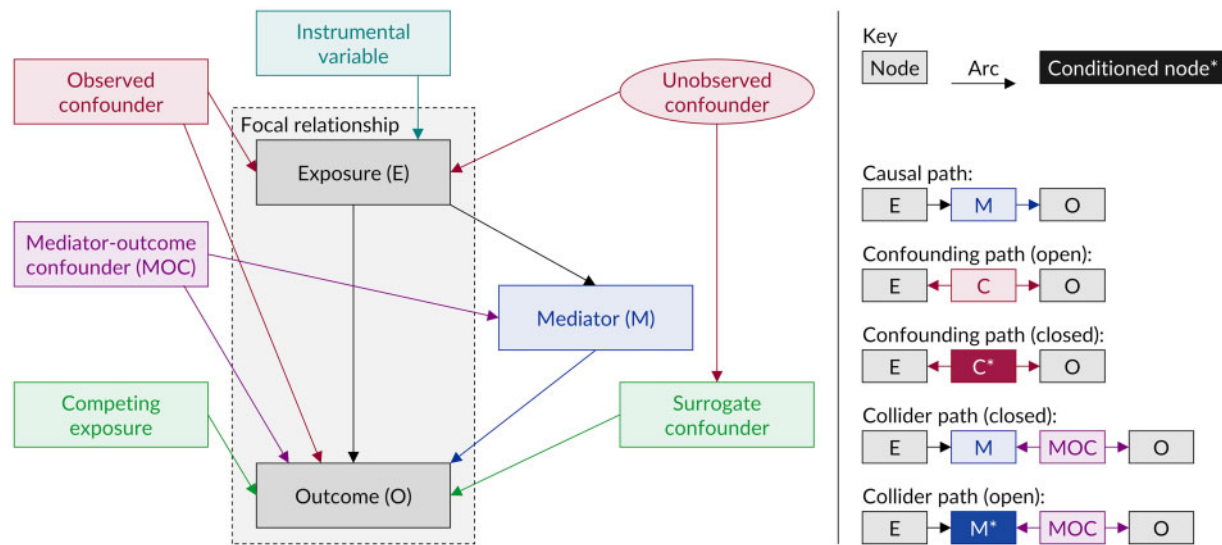 Instrumental
variable
Observed
confounder
Unobserved
confounder
Focal relationship
Exposure (E)
Mediator-outcome
confounder (MOC)
Mediator (M)
Competing
exposure
Surrogate
confounder
Outcome (O)
Key
Node
Arc
Conditioned node*
Causal path:
E M O
Confounding path (open):
E C O
Confounding path (closed):
E C* O
Collider path (closed):
E M MOC O
Collider path (open):
E M* MOC O